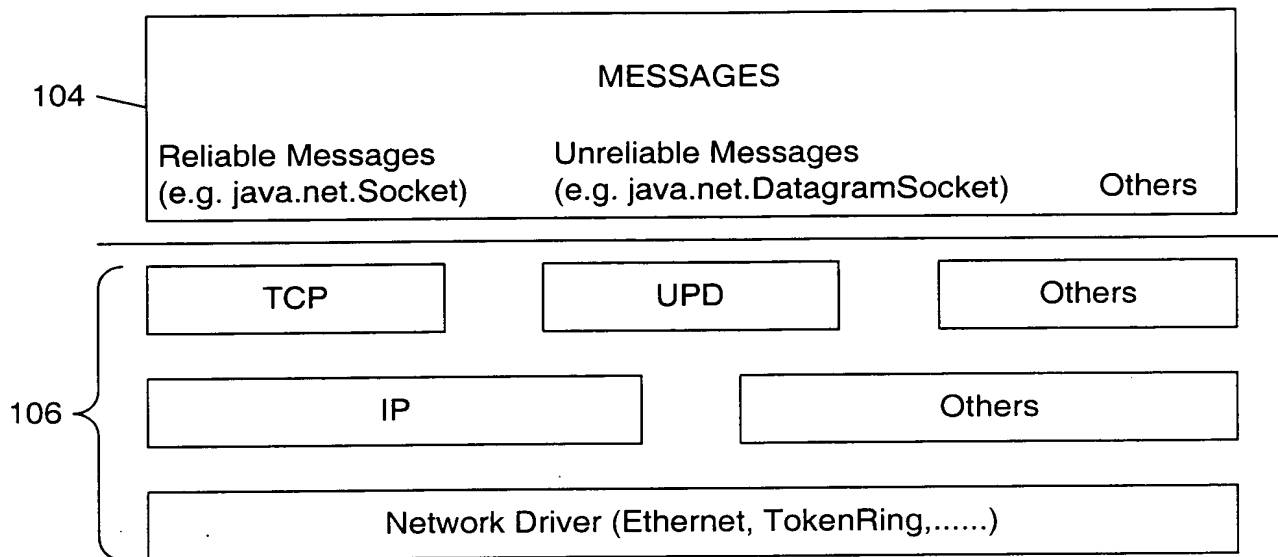 MESSAGES
104
Reliable Messages
(e.g. java.net.Socket)
Unreliable Messages
(e.g. java.net.DatagramSocket)
Others
TCP
UPD
Others
106
IP
Others
Network Driver (Ethernet, TokenRing,......)